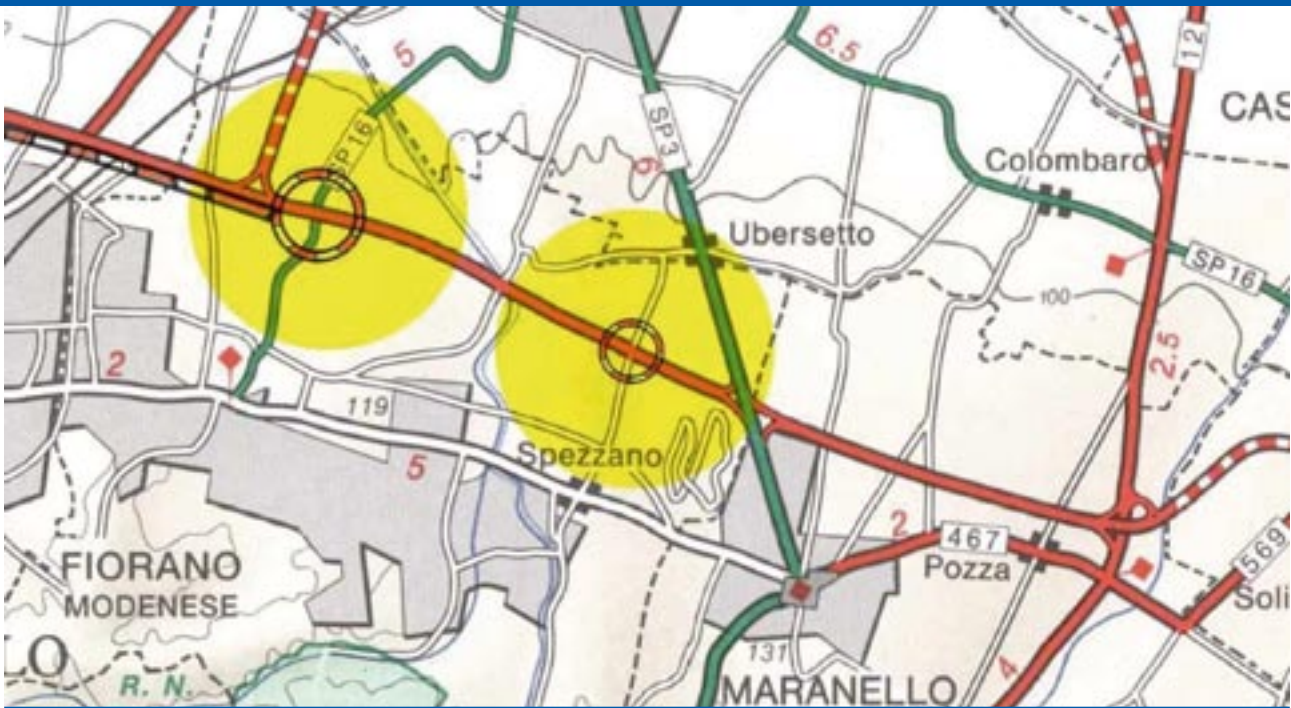 5
6.5
12
CAS
SP16
SP3
9
Colombaro
Ubersetto
SP16
100
2
2.5
119
5
Spezzano
2
467
Pozza
569
Soli
FIORANO
MODENESE
LO
R. N.
131
MARANELLO
4